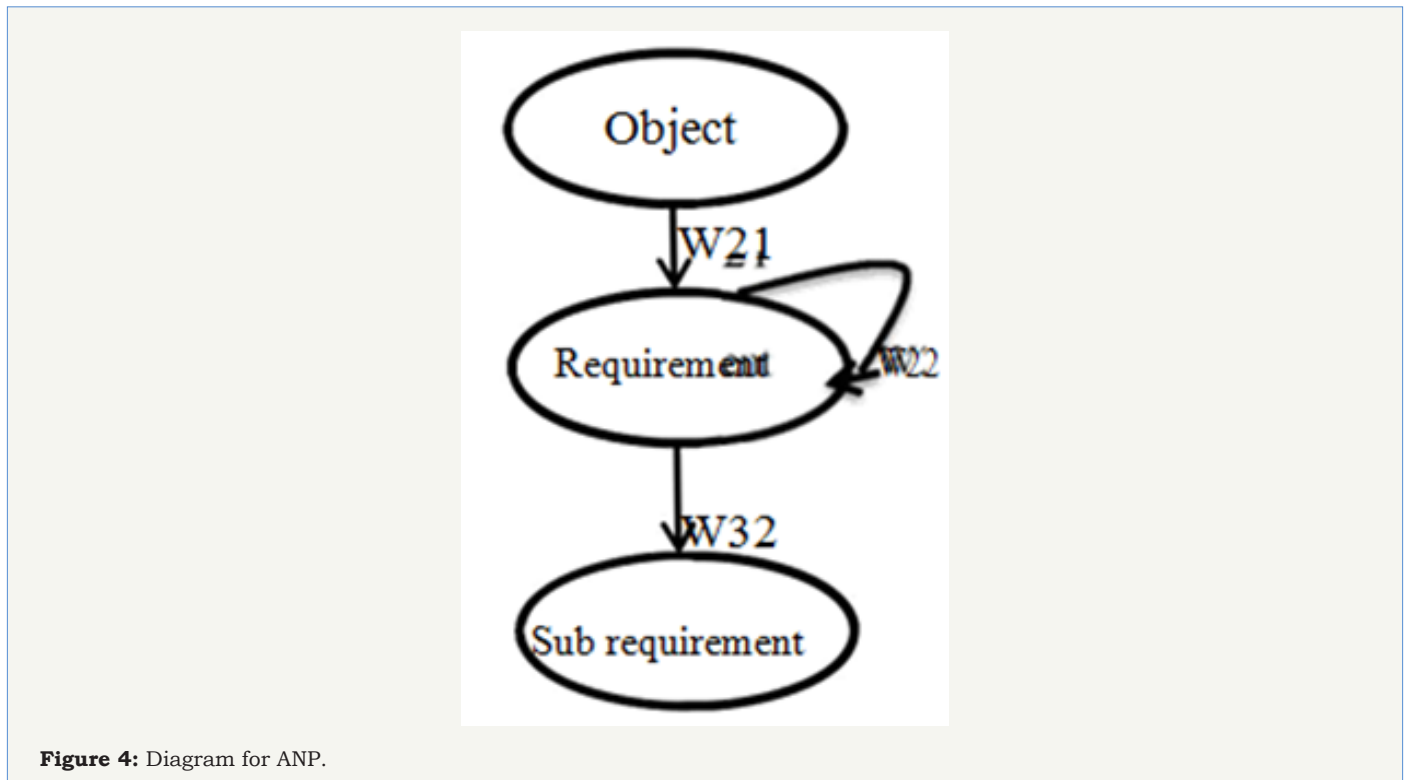 Object
W21
Requirement
W22
W32
Sub requirement
Figure 4: Diagram for ANP.